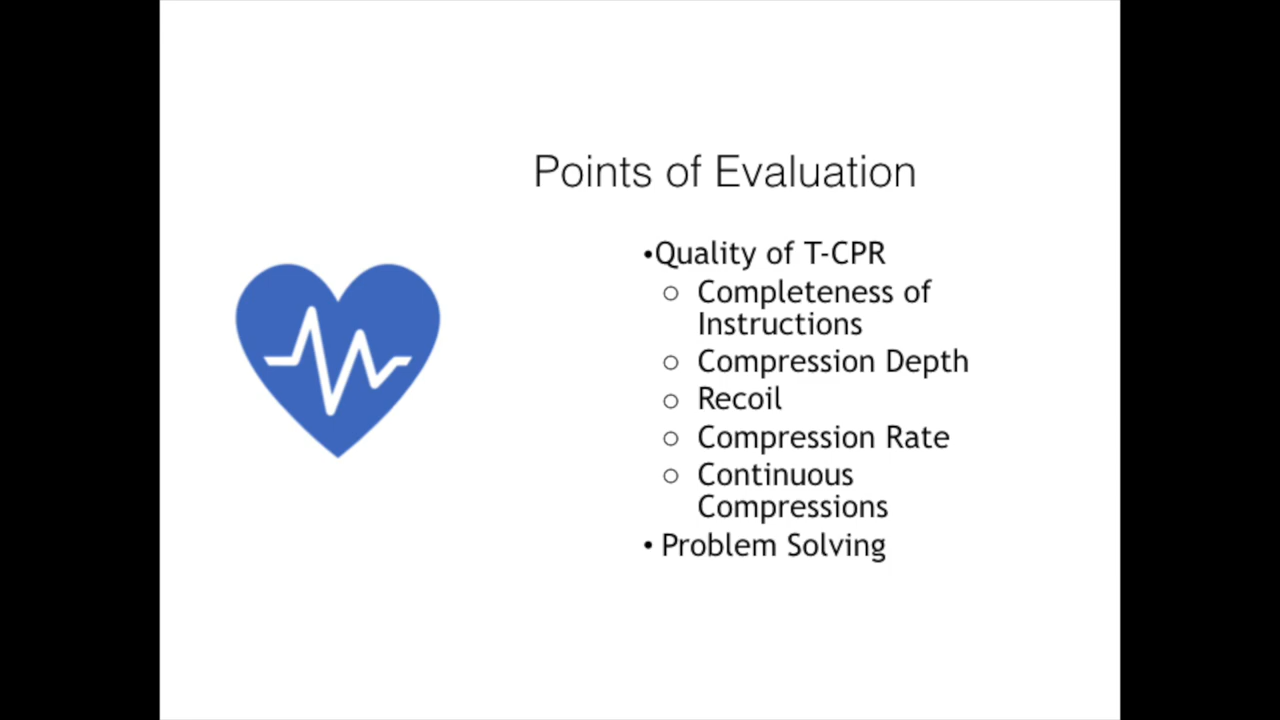 Points of Evaluation
•Quality of T-CPR
○ Completeness of
Instructions
○ Compression Depth
○ Recoil
○ Compression Rate
○ Continuous
Compressions
• Problem Solving